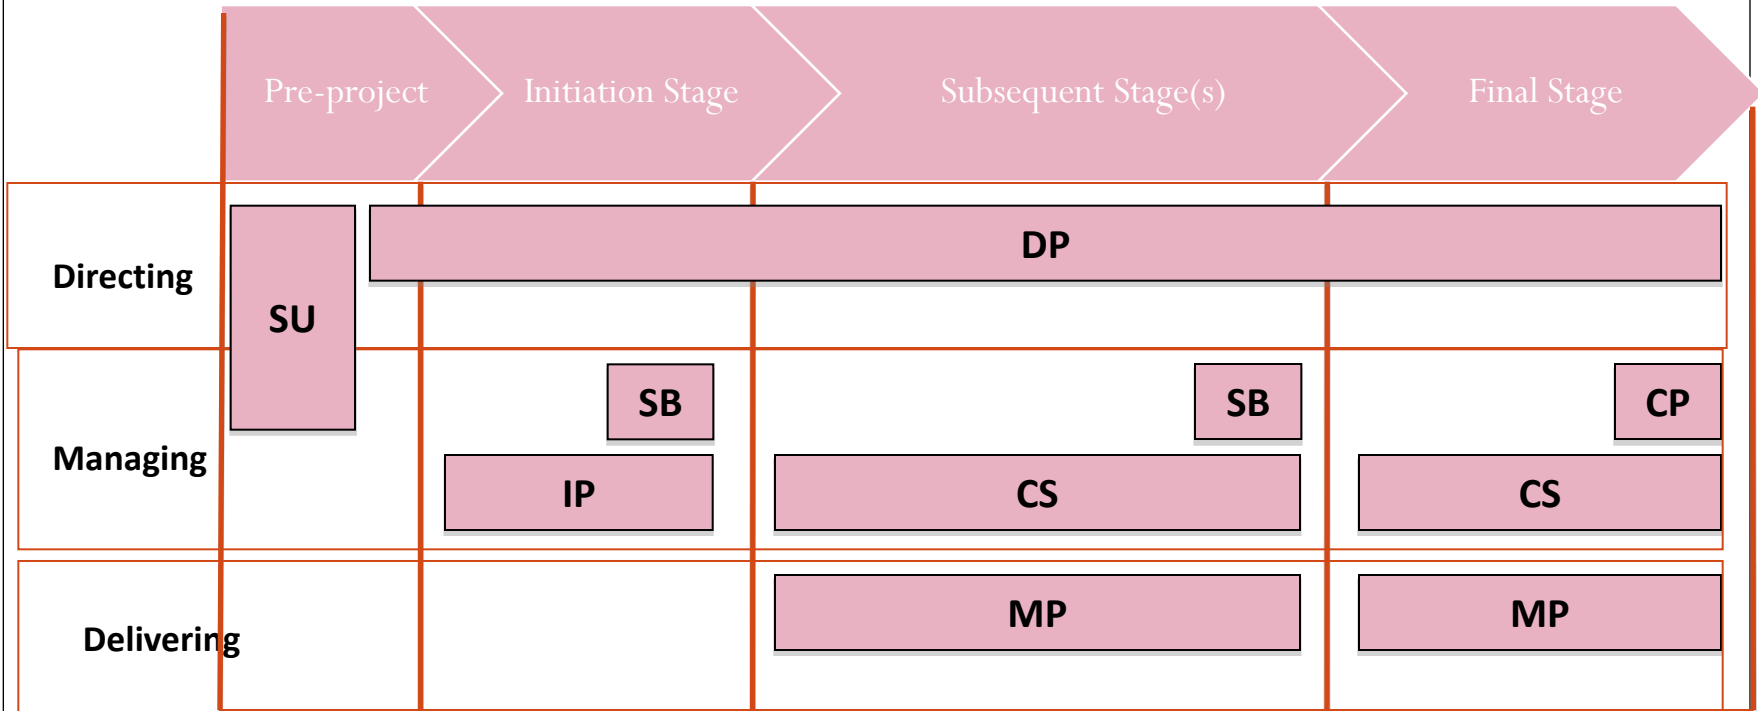 Pre-project
Initiation Stage
Subsequent Stage(s)
Final Stage
Directing
SU
DP
Managing
SB
SB
CP
IP
CS
CS
Delivering
MP
MP